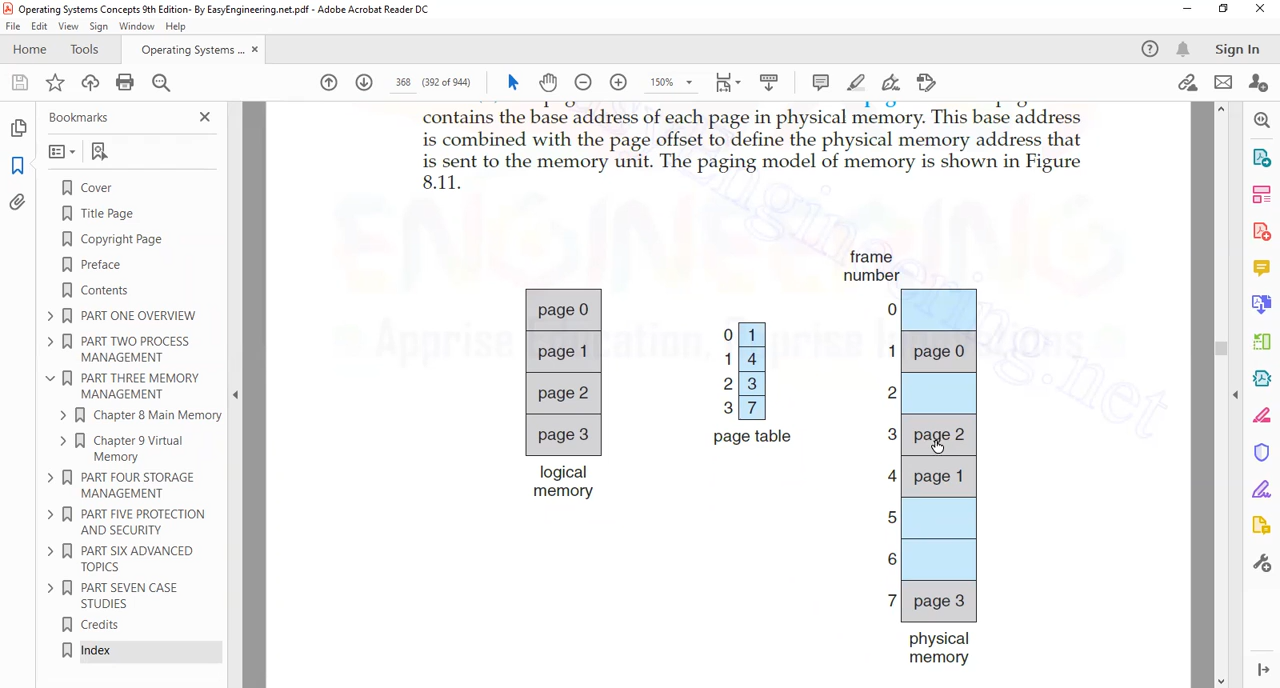 Operating Systems Concepts 9th Edition- By EasyEngineering.net.pdf - Adobe Acrobat Reader DC
File Edit View Sign Window Help
Home Tools Operating Systems ... × Sign In
368 (392 of 944) 150%
Bookmarks
Cover
Title Page
Copyright Page
Preface
Contents
PART ONE OVERVIEW
PART TWO PROCESS
MANAGEMENT
PART THREE MEMORY
MANAGEMENT
Chapter 8 Main Memory
Chapter 9 Virtual
Memory
PART FOUR STORAGE
MANAGEMENT
PART FIVE PROTECTION
AND SECURITY
PART SIX ADVANCED
TOPICS
PART SEVEN CASE
STUDIES
Credits
Index
contains the base address of each page in physical memory. This base address
is combined with the page offset to define the physical memory address that
is sent to the memory unit. The paging model of memory is shown in Figure
8.11.
page 0
page 1
page 2
page 3
logical
memory
0 1
1 4
2 3
3 7
page table
frame
number
0
1 page 0
2
3 page 2
4 page 1
5
6
7 page 3
physical
memory
ENGINEERING
Apprise Education, Reprise Innovations
Engineering.net